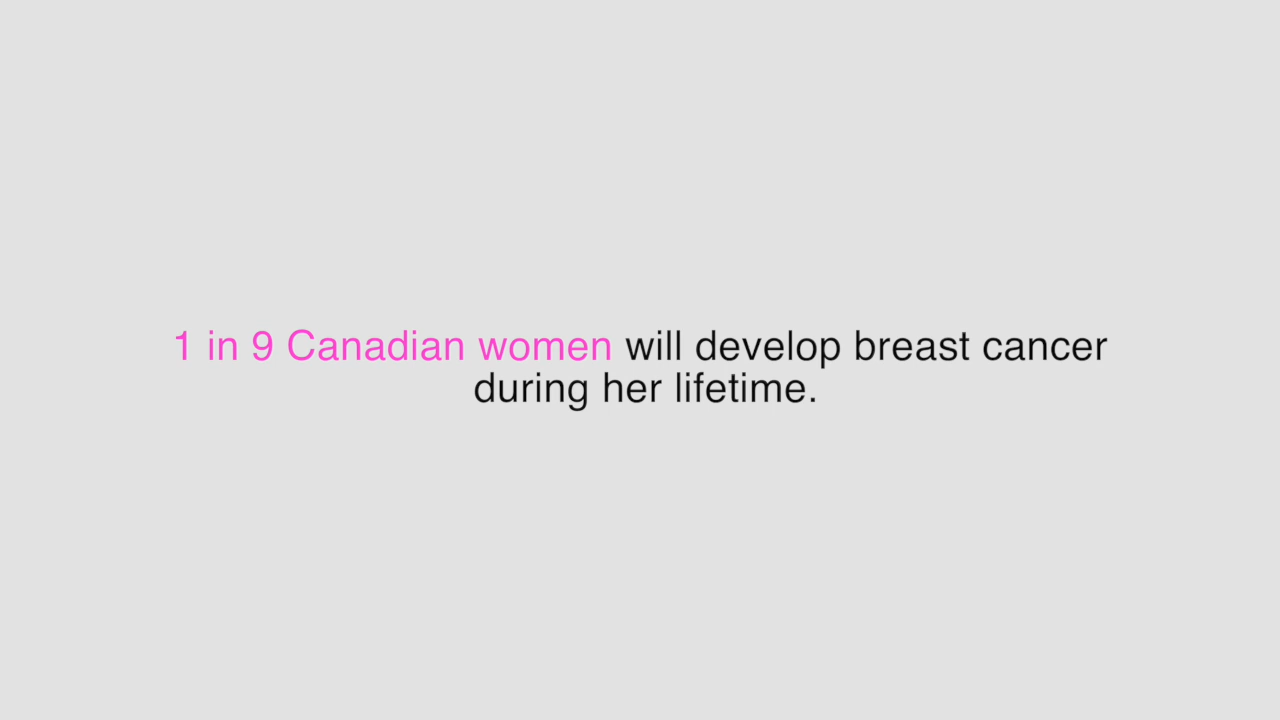 1 in 9 Canadian women will develop breast cancer
during her lifetime.